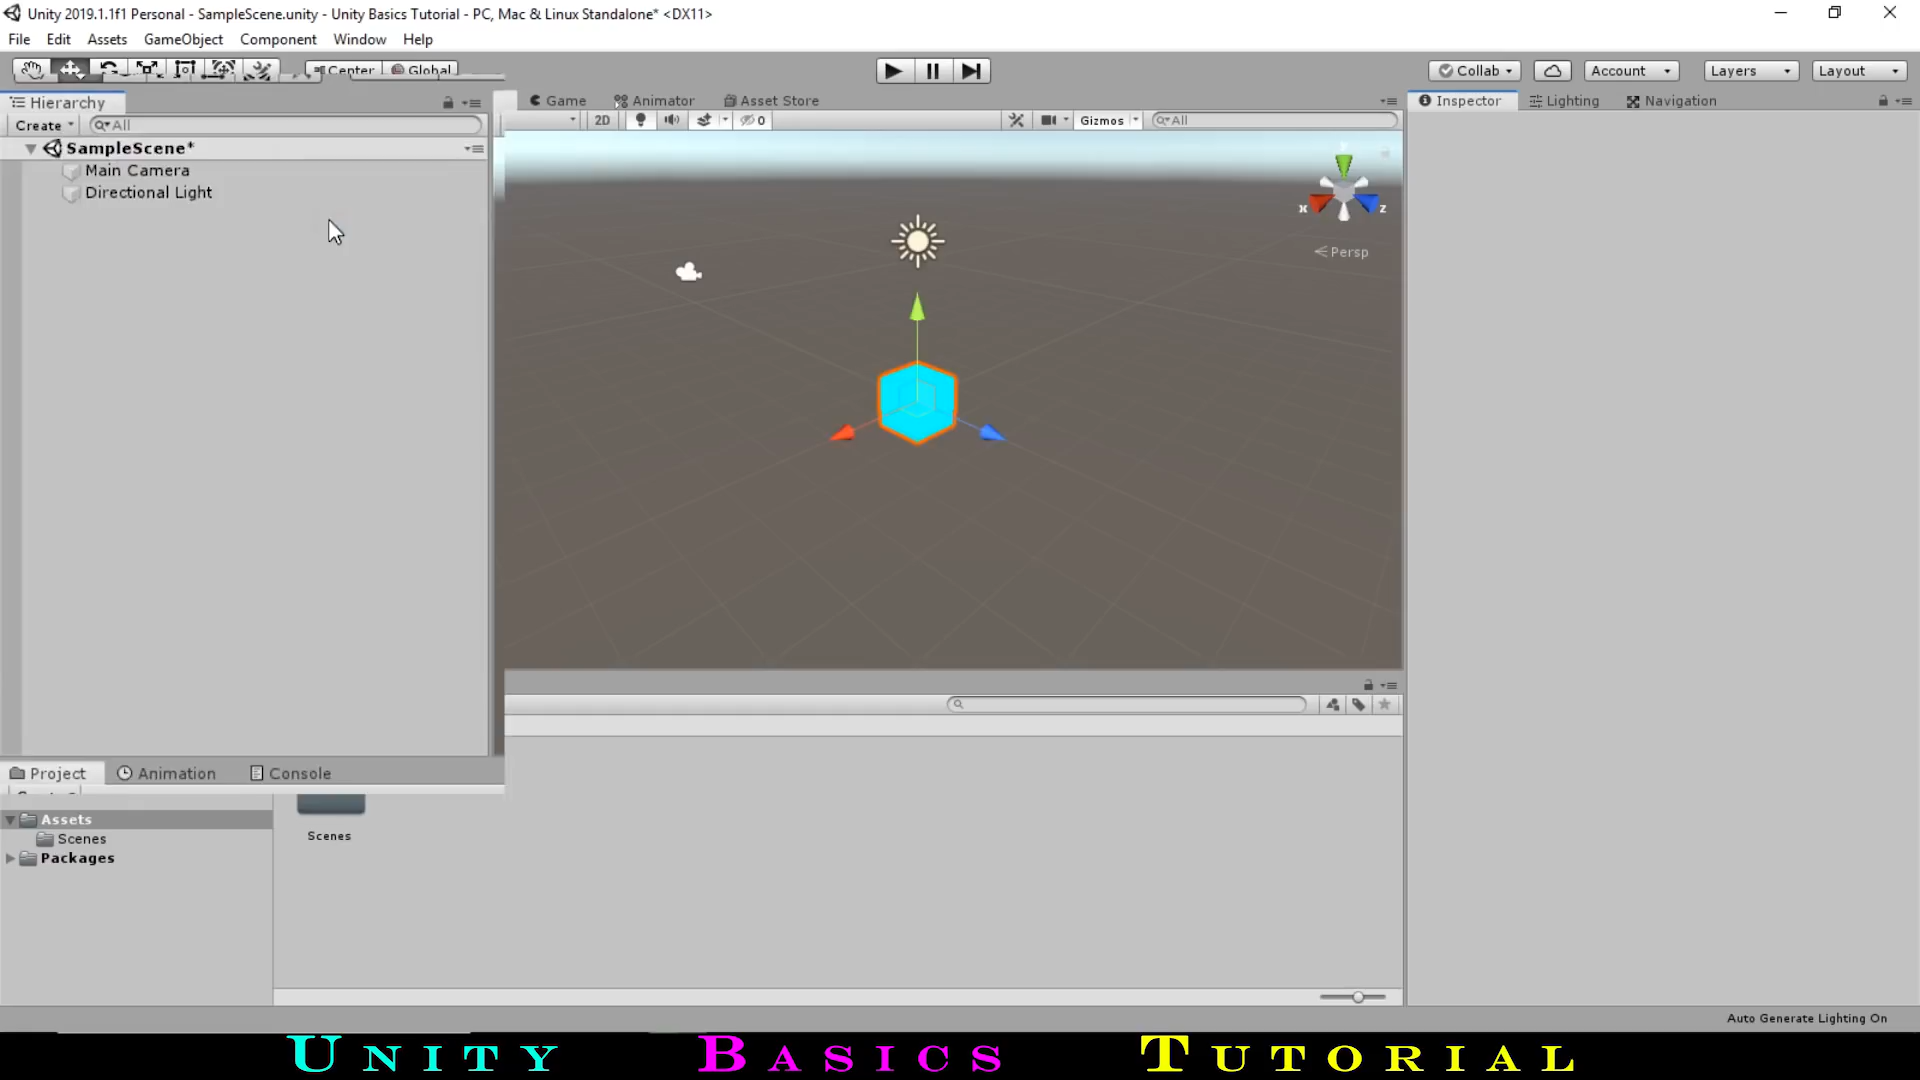 Unity 2019.1.1f1 Personal - SampleScene.unity - Unity Basics Tutorial - PC, Mac & Linux Standalone* <DX11>
File Edit Assets GameObject Component Window Help
Center Global Collab Account Layers Layout
Hierarchy Game Animator Asset Store Inspector Lighting Navigation
Create All 2D 0 Gizmos All
SampleScene*
Main Camera
Directional Light
x z
Persp
Project Animation Console
Assets
Scenes
Scenes
Packages
Auto Generate Lighting On
UNITY BASICS TUTORIAL